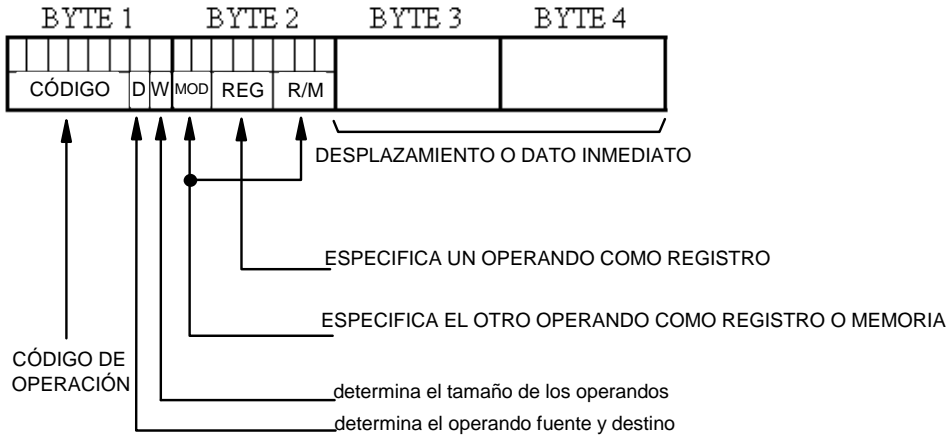 BYTE 1 BYTE 2 BYTE 3 BYTE 4
CÓDIGO D W MOD REG R/M
DESPLAZAMIENTO O DATO INMEDIATO
ESPECIFICA UN OPERANDO COMO REGISTRO
ESPECIFICA EL OTRO OPERANDO COMO REGISTRO O MEMORIA
CÓDIGO DE
OPERACIÓN
determina el tamaño de los operandos
determina el operando fuente y destino